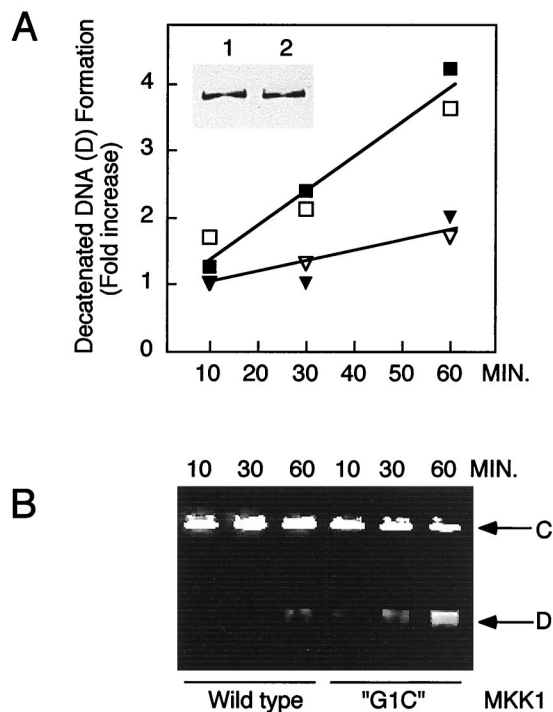 A
Decatenated DNA (D) Formation
(Fold increase)
4
3
2
1
0
1 2
10 20 30 40 50 60 MIN.
B
10 30 60 10 30 60 MIN.
C
D
Wild type "G1C" MKK1